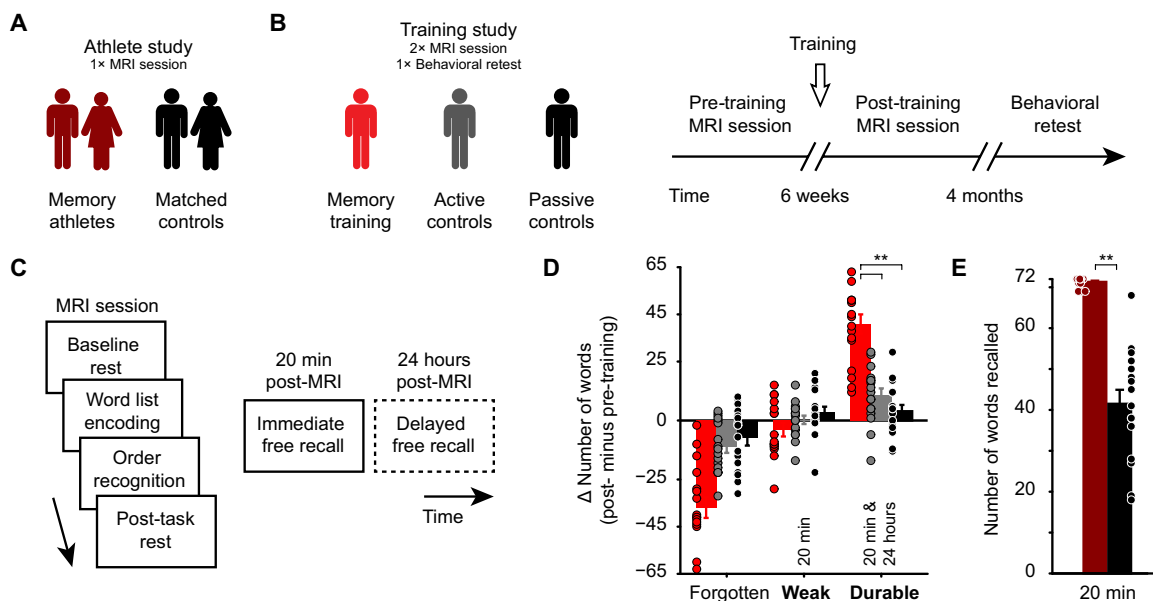 A
Athlete study
1× MRI session
Memory
athletes
Matched
controls
B
Training study
2× MRI session
1× Behavioral retest
Memory
training
Active
controls
Passive
controls
Training
Pre-training
MRI session
Post-training
MRI session
Behavioral
retest
Time
6 weeks
4 months
C
MRI session
Baseline
rest
Word list
encoding
Order
recognition
Post-task
rest
20 min
post-MRI
Immediate
free recall
24 hours
post-MRI
Delayed
free recall
Time
D
Δ Number of words
(post- minus pre-training)
65
45
25
0
−25
−45
−65
**
20 min
20 min &
24 hours
Forgotten
Weak
Durable
E
Number of words recalled
72
60
40
20
0
**
20 min